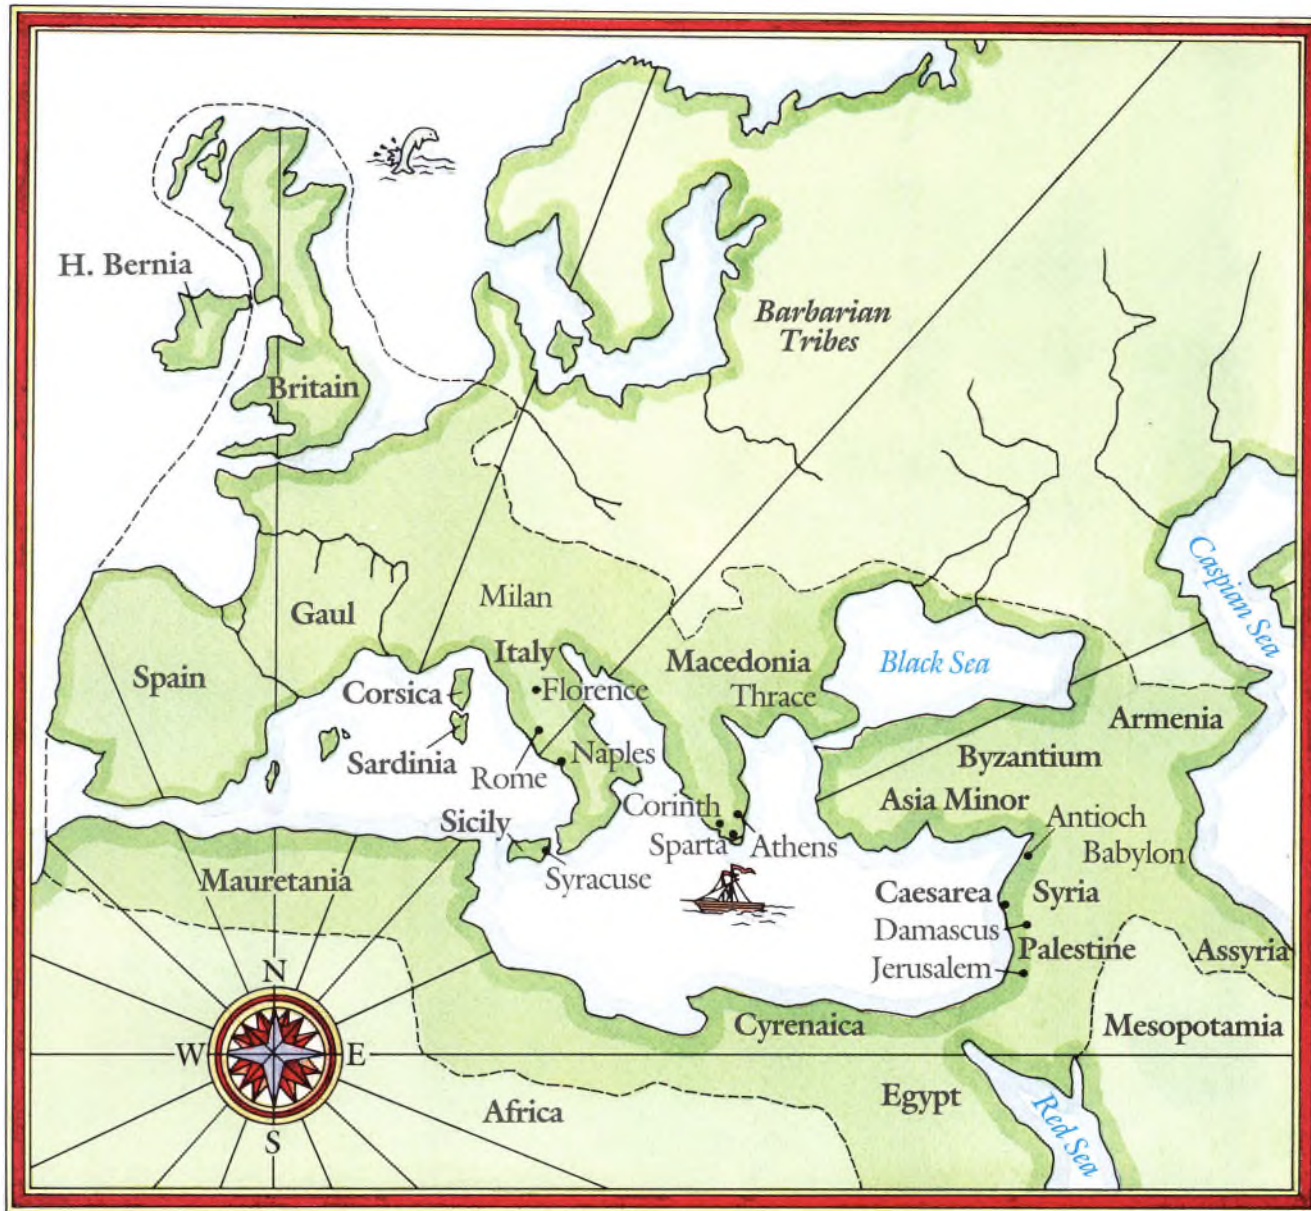 H. Bernia
Britain
Barbarian
Tribes
Caspian Sea
Milan
Gaul
Spain
Italy
Macedonia
Black Sea
Corsica
Florence
Thrace
Armenia
Sardinia
Naples
Rome
Byzantium
Asia Minor
Corinth
Sicily
Sparta
Athens
Antioch
Babylon
Syracuse
Mauretania
Caesarea
Syria
Damascus
Palestine
Assyria
Jerusalem
N
Cyrenaica
Mesopotamia
W
E
Egypt
Africa
Red Sea
S